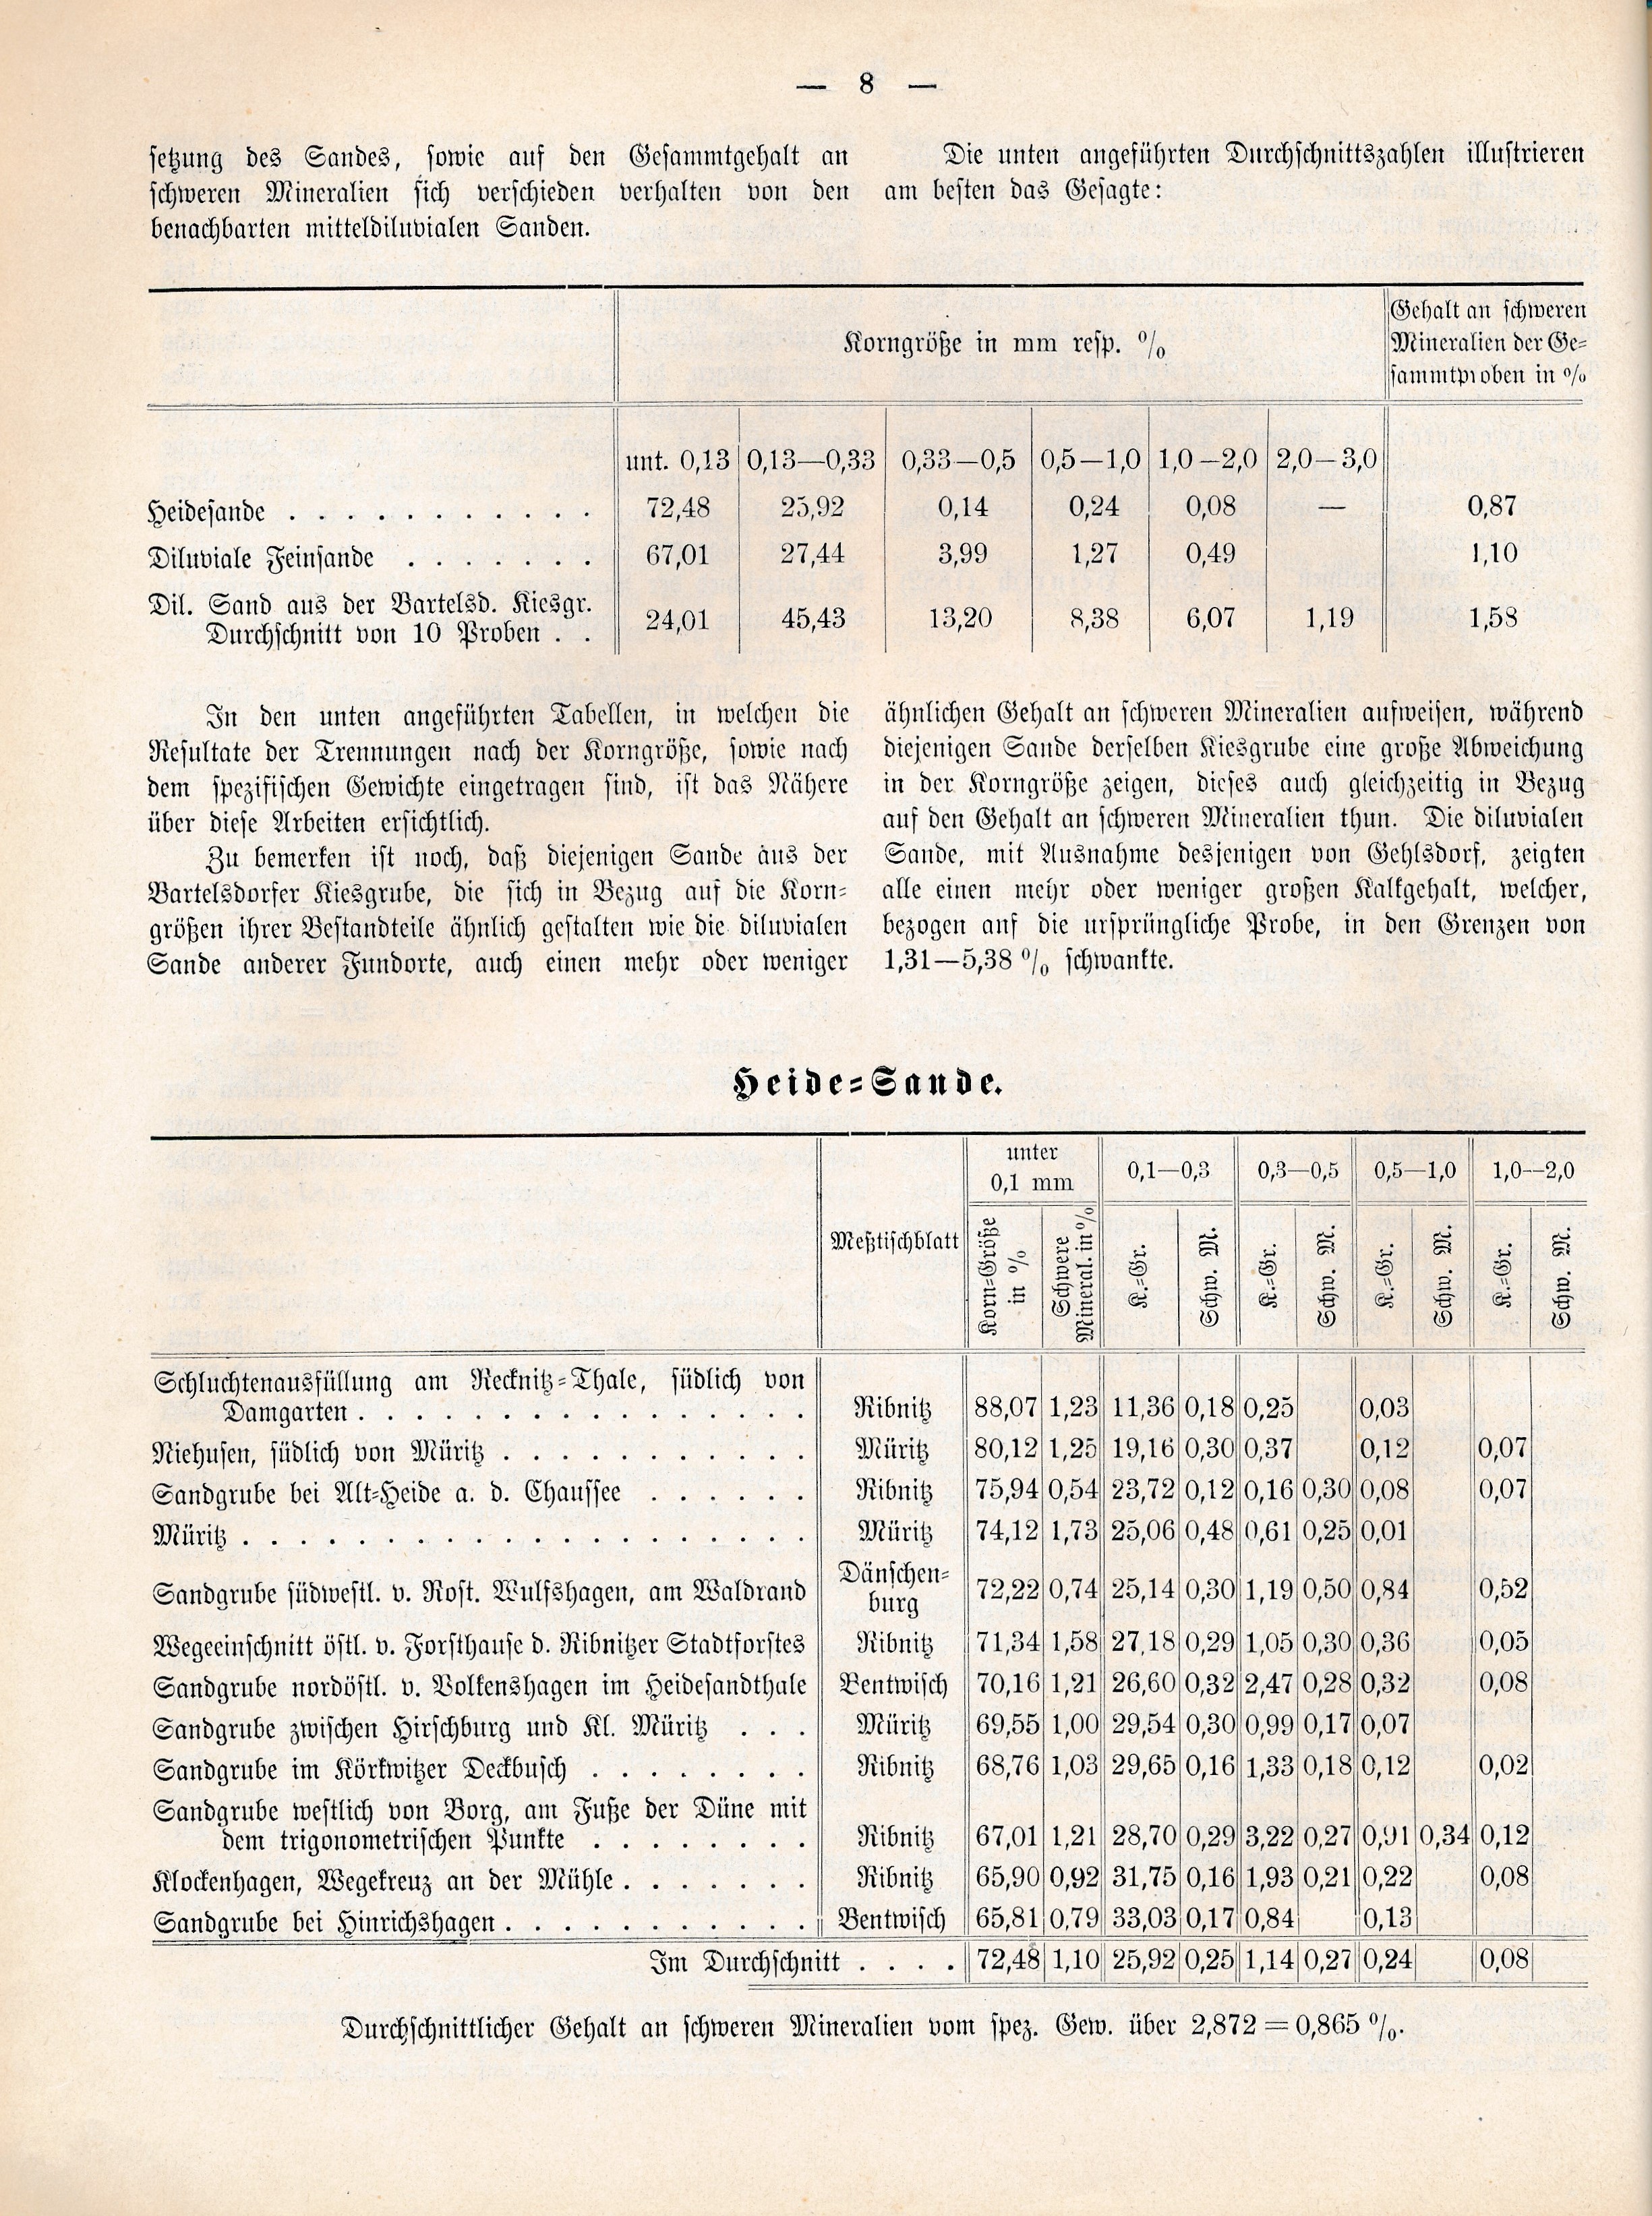 — 8 —
setzung des Sandes, sowie auf den Gesammtgehalt an
schweren Mineralien sich verschieden verhalten von den
benachbarten mitteldiluvialen Sanden.
Die unten angeführten Durchschnittszahlen illustrieren
am besten das Gesagte:
Korngröße in mm resp. %
Gehalt an schweren
Mineralien der Ge-
sammtproben in %
unt. 0,13 0,13—0,33 0,33—0,5 0,5—1,0 1,0—2,0 2,0—3,0
Heidesande . . . . . . . . . . . 72,48 25,92 0,14 0,24 0,08 — 0,87
Diluviale Feinsande . . . . . . . 67,01 27,44 3,99 1,27 0,49 1,10
Dil. Sand aus der Bartelsd. Kiesgr.
Durchschnitt von 10 Proben . . 24,01 45,43 13,20 8,38 6,07 1,19 1,58
In den unten angeführten Tabellen, in welchen die
Resultate der Trennungen nach der Korngröße, sowie nach
dem spezifischen Gewichte eingetragen sind, ist das Nähere
über diese Arbeiten ersichtlich.
Zu bemerken ist noch, daß diejenigen Sande aus der
Bartelsdorfer Kiesgrube, die sich in Bezug auf die Korn-
größen ihrer Bestandteile ähnlich gestalten wie die diluvialen
Sande anderer Fundorte, auch einen mehr oder weniger
ähnlichen Gehalt an schweren Mineralien aufweisen, während
diejenigen Sande derselben Kiesgrube eine große Abweichung
in der Korngröße zeigen, dieses auch gleichzeitig in Bezug
auf den Gehalt an schweren Mineralien thun. Die diluvialen
Sande, mit Ausnahme desjenigen von Gehlsdorf, zeigten
alle einen mehr oder weniger großen Kalkgehalt, welcher,
bezogen auf die ursprüngliche Probe, in den Grenzen von
1,31—5,38 % schwankte.
Heide-Sande.
Meßtischblatt
unter
0,1 mm
0,1—0,3 0,3—0,5 0,5—1,0 1,0—2,0
Korn-Größe
in %
Schwere
Mineral. in %
K.-Gr. Schw. M. K.-Gr. Schw. M. K.-Gr. Schw. M. K.-Gr. Schw. M.
Schluchtenausfüllung am Recknitz-Thale, südlich von
Damgarten . . . . . . . . . . . . . . . . Ribnitz 88,07 1,23 11,36 0,18 0,25 0,03
Niehusen, südlich von Müritz . . . . . . . . . . . Müritz 80,12 1,25 19,16 0,30 0,37 0,12 0,07
Sandgrube bei Alt-Heide a. d. Chaussee . . . . . . Ribnitz 75,94 0,54 23,72 0,12 0,16 0,30 0,08 0,07
Müritz . . . . . . . . . . . . . . . . . . . . Müritz 74,12 1,73 25,06 0,48 0,61 0,25 0,01
Sandgrube südwestl. v. Rost. Wulfshagen, am Waldrand Dänschen-
burg 72,22 0,74 25,14 0,30 1,19 0,50 0,84 0,52
Wegeeinschnitt östl. v. Forsthause d. Ribnitzer Stadtforstes Ribnitz 71,34 1,58 27,18 0,29 1,05 0,30 0,36 0,05
Sandgrube nordöstl. v. Volkenshagen im Heidesandthale Bentwisch 70,16 1,21 26,60 0,32 2,47 0,28 0,32 0,08
Sandgrube zwischen Hirschburg und Kl. Müritz . . . Müritz 69,55 1,00 29,54 0,30 0,99 0,17 0,07
Sandgrube im Körkwitzer Deckbusch . . . . . . . . Ribnitz 68,76 1,03 29,65 0,16 1,33 0,18 0,12 0,02
Sandgrube westlich von Borg, am Fuße der Düne mit
dem trigonometrischen Punkte . . . . . . . . Ribnitz 67,01 1,21 28,70 0,29 3,22 0,27 0,91 0,34 0,12
Klockenhagen, Wegekreuz an der Mühle . . . . . . . Ribnitz 65,90 0,92 31,75 0,16 1,93 0,21 0,22 0,08
Sandgrube bei Hinrichshagen . . . . . . . . . . . Bentwisch 65,81 0,79 33,03 0,17 0,84 0,13
Im Durchschnitt . . . . 72,48 1,10 25,92 0,25 1,14 0,27 0,24 0,08
Durchschnittlicher Gehalt an schweren Mineralien vom spez. Gew. über 2,872 = 0,865 %.